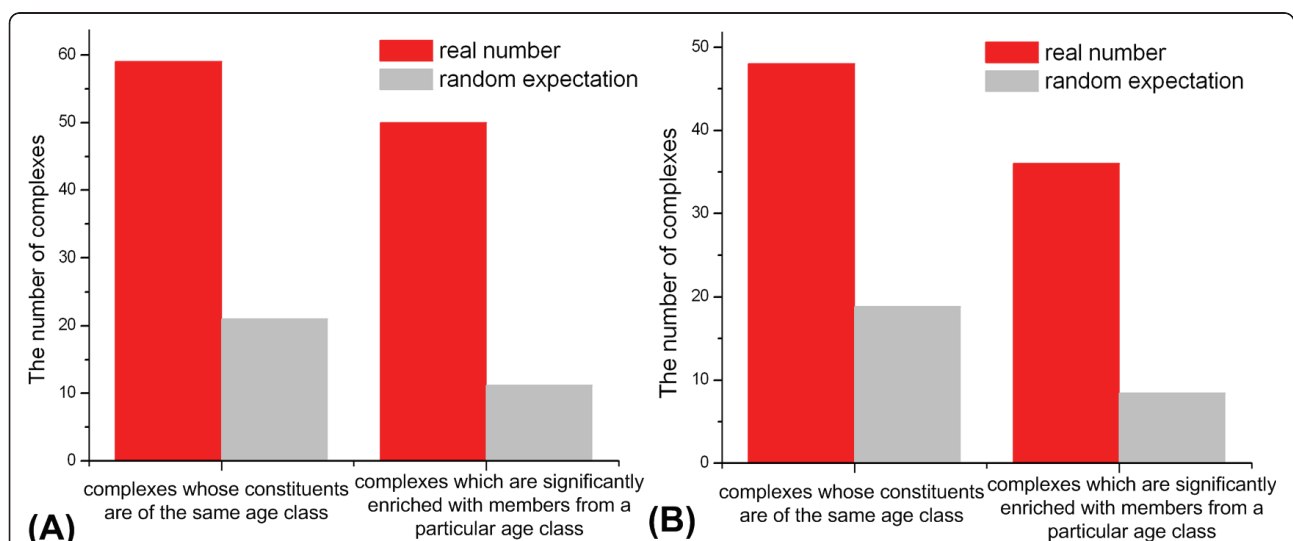 60
50
40
30
20
10
0
The number of complexes
real number
random expectation
complexes whose constituents
are of the same age class
complexes which are significantly
enriched with members from a
particular age class
(A)
50
40
30
20
10
0
The number of complexes
real number
random expectation
complexes whose constituents
are of the same age class
complexes which are significantly
enriched with members from a
particular age class
(B)